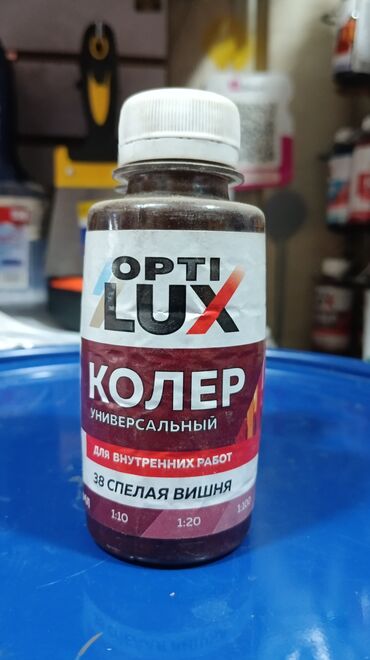 OPTI
LUX
КОЛЕР
УНИВЕРСАЛЬНЫЙ
ДЛЯ ВНУТРЕННИХ РАБОТ
38 СПЕЛАЯ ВИШНЯ
1:10 1:20 1:100